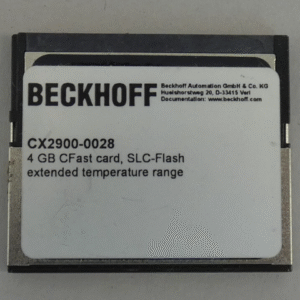 BECKHOFF
Beckhoff Automation GmbH & Co. KG
Huelshorstweg 20, D-33415 Verl
Documentation: www.beckhoff.com
CX2900-0028
4 GB CFast card, SLC-Flash
extended temperature range